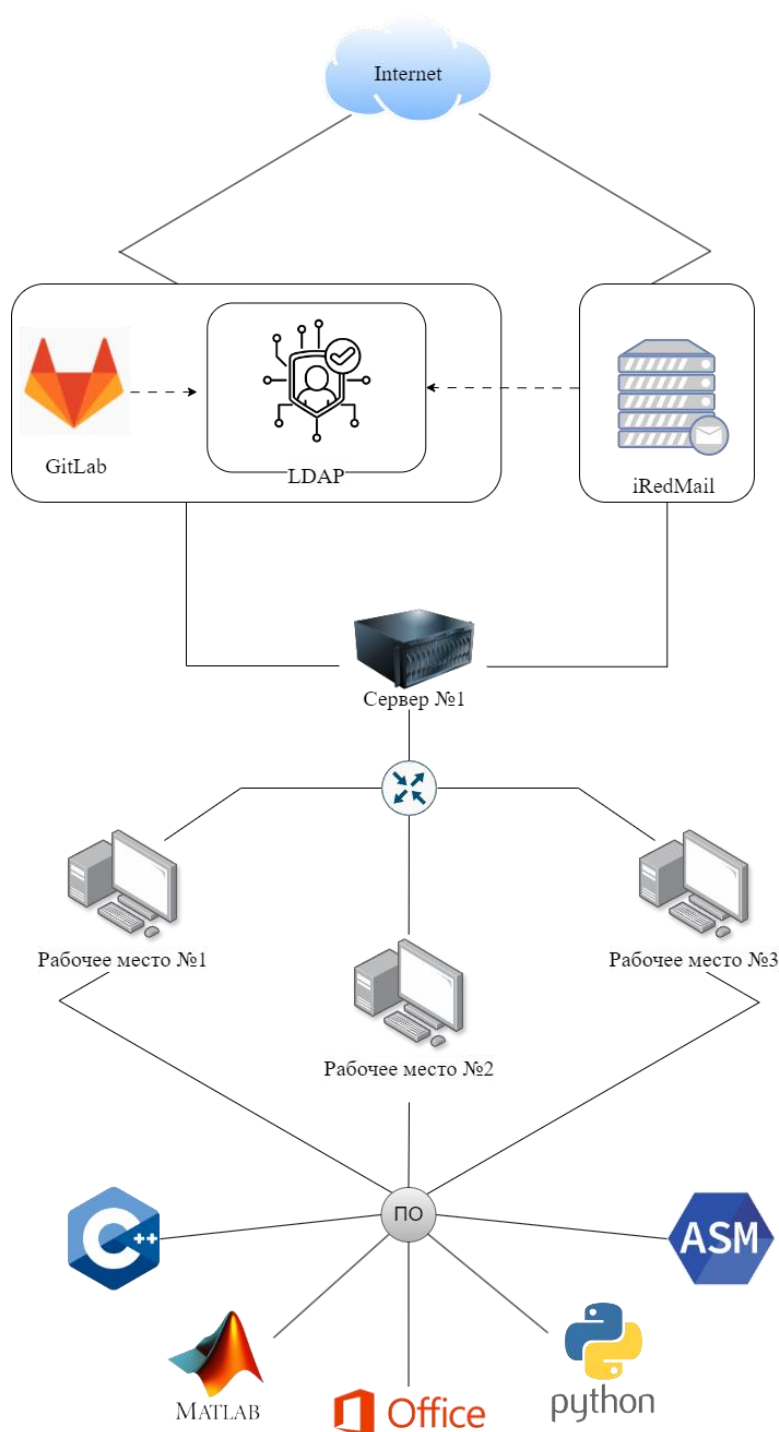 Internet
GitLab
LDAP
iRedMail
Сервер №1
Рабочее место №1
Рабочее место №3
Рабочее место №2
ПО
C++
ASM
MATLAB
Office
python